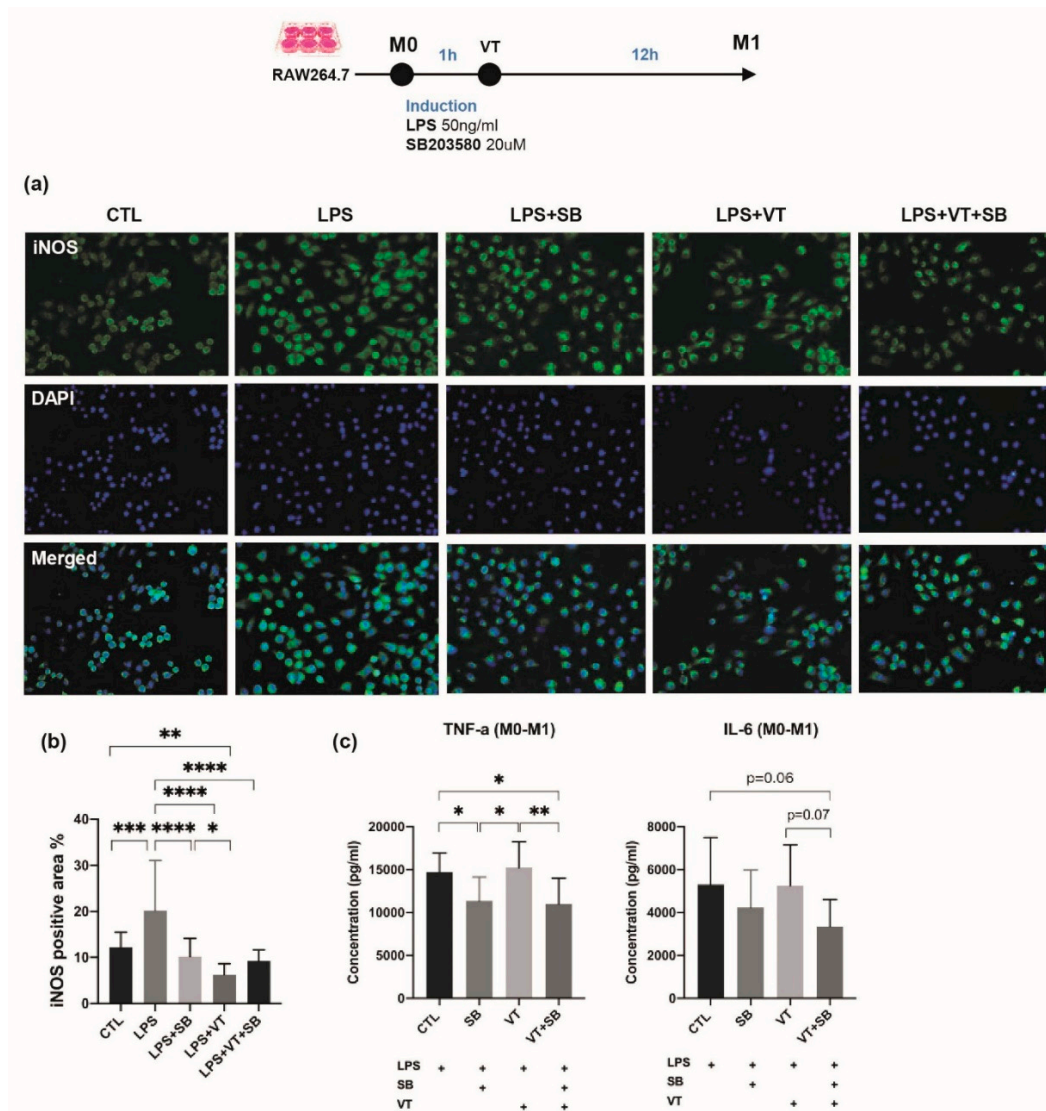 M0
1h
VT
12h
M1
RAW264.7
Induction
LPS 50ng/ml
SB203580 20uM
(a)
CTL LPS LPS+SB LPS+VT LPS+VT+SB
iNOS
DAPI
Merged
(b)
**
****
****
*** **** *
iNOS positive area %
40
30
20
10
0
CTL LPS LPS+SB LPS+VT LPS+VT+SB
(c)
TNF-a (M0-M1)
*
* * **
Concentration (pg/ml)
20000
15000
10000
5000
0
CTL SB VT VT+SB
LPS + + + +
SB + +
VT + +
IL-6 (M0-M1)
p=0.06
p=0.07
Concentration (pg/ml)
8000
6000
4000
2000
0
CTL SB VT VT+SB
LPS + + + +
SB + +
VT + +